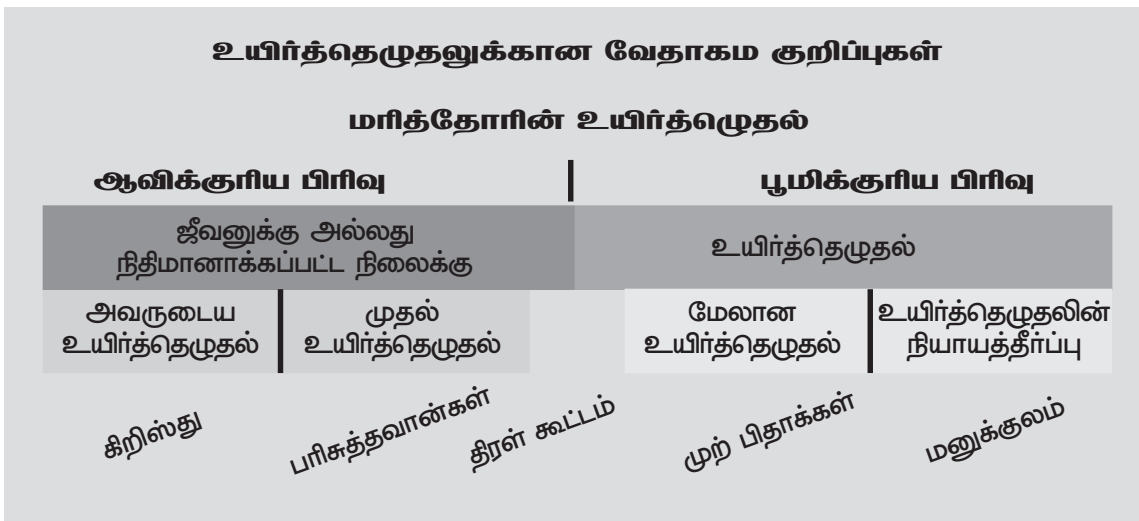 உயிர்த்தெழுதலுக்கான வேதாகம குறிப்புகள்
மரித்தோரின் உயிர்த்எழுதல்
ஆவிக்குரிய பிரிவு
பூமிக்குரிய பிரிவு
ஜீவனுக்கு அல்லது
நிதிமானாக்கப்பட்ட நிலைக்கு
உயிர்த்தெழுதல்
அவருடைய
உயிர்த்தெழுதல்
முதல்
உயிர்த்தெழுதல்
மேலான
உயிர்த்தெழுதல்
உயிர்த்தெழுதலின்
நியாயத்தீர்ப்பு
கிறிஸ்து
பரிசுத்தவான்கள்
திரள் கூட்டம்
முற் பிதாக்கள்
மனுக்குலம்